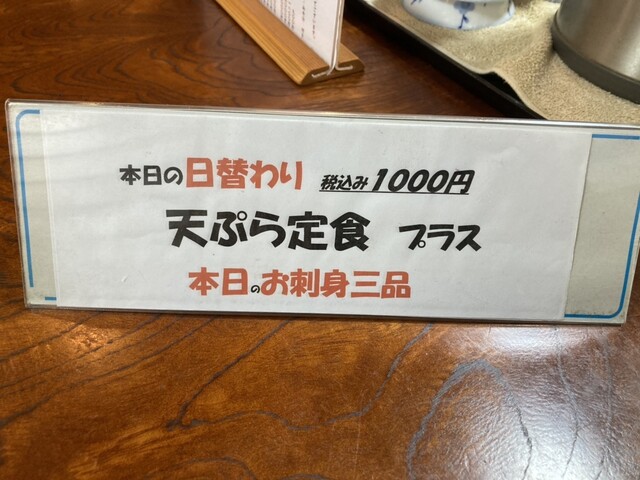 本日の日替わり 税込み1000円
天ぷら定食 プラス
本日のお刺身三品